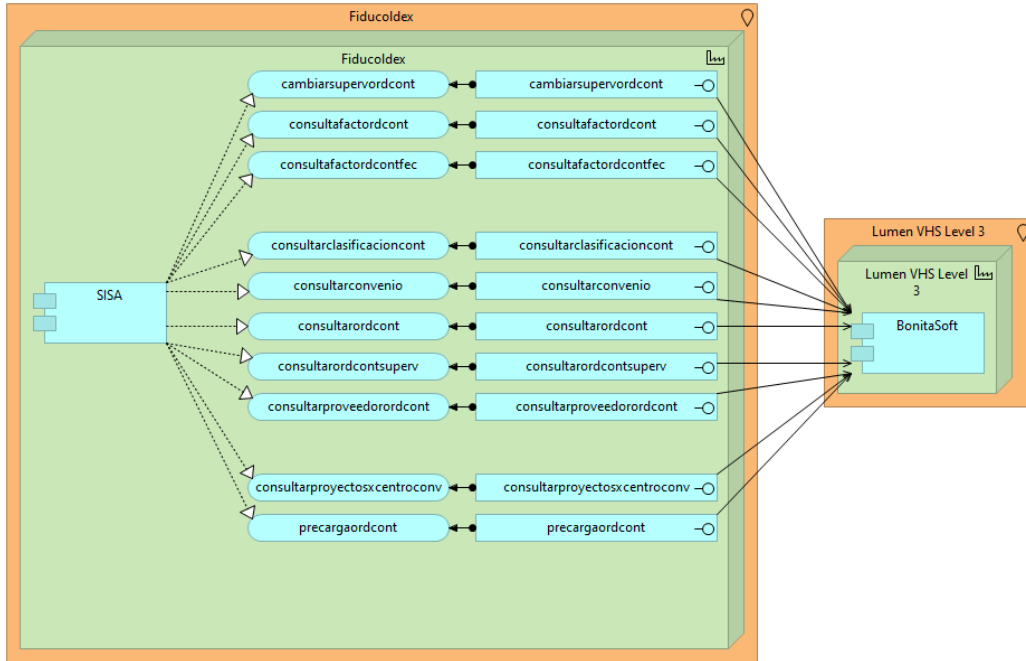 Fiducoldex
Fiducoldex
cambiarsupervordcont
cambiarsupervordcont
consultafactordcont
consultafactordcont
consultafactordcontfec
consultafactordcontfec
consultarclasificacioncont
consultarclasificacioncont
consultarconvenio
consultarconvenio
SISA
consultarordcont
consultarordcont
consultarordcontsuperv
consultarordcontsuperv
consultarproveedorordcont
consultarproveedorordcont
consultarproyectosxcentroconv
consultarproyectosxcentroconv
precargaordcont
precargaordcont
Lumen VHS Level 3
Lumen VHS Level
3
BonitaSoft